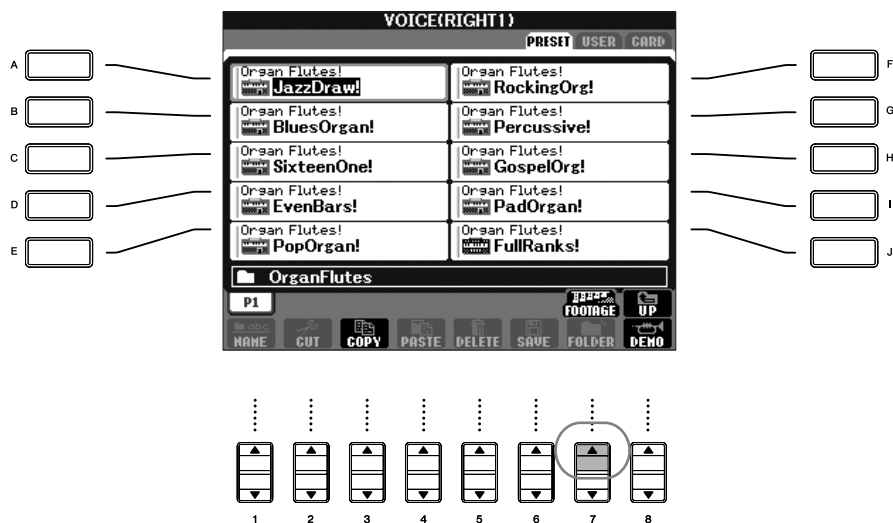 VOICE(RIGHT1)
PRESET USER CARD
A
Organ Flutes!
JazzDraw!
Organ Flutes!
RockingOrg!
F
B
Organ Flutes!
BluesOrgan!
Organ Flutes!
Percussive!
G
C
Organ Flutes!
SixteenOne!
Organ Flutes!
GospelOrg!
H
D
Organ Flutes!
EvenBars!
Organ Flutes!
PadOrgan!
I
E
Organ Flutes!
PopOrgan!
Organ Flutes!
FullRanks!
J
OrganFlutes
P1
FOOTAGE UP
abc
NAME CUT COPY PASTE DELETE SAVE FOLDER DEMO
1 2 3 4 5 6 7 8